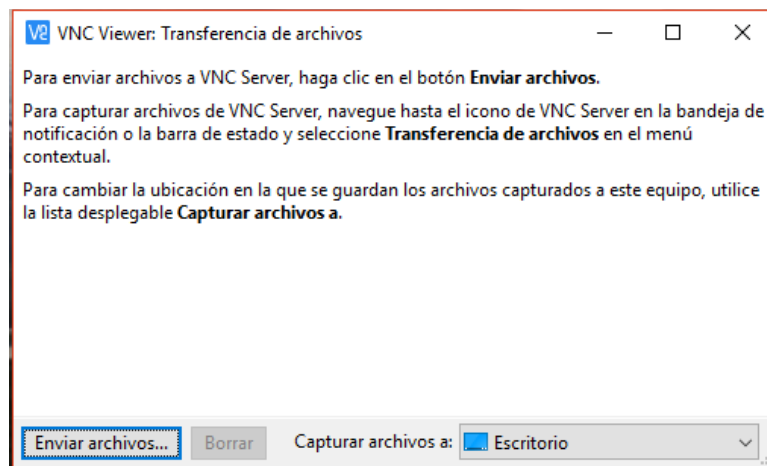 VNC Viewer: Transferencia de archivos
Para enviar archivos a VNC Server, haga clic en el botón Enviar archivos.
Para capturar archivos de VNC Server, navegue hasta el icono de VNC Server en la bandeja de
notificación o la barra de estado y seleccione Transferencia de archivos en el menú
contextual.
Para cambiar la ubicación en la que se guardan los archivos capturados a este equipo, utilice
la lista desplegable Capturar archivos a.
Enviar archivos... Borrar Capturar archivos a: Escritorio